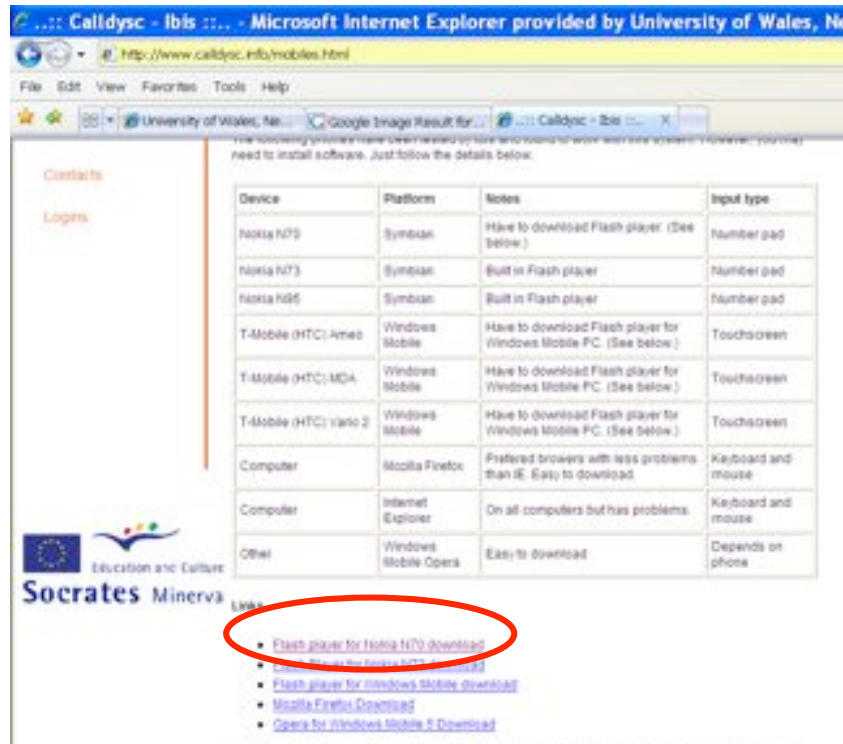 ..:: Calldysc - Ibis ::.. - Microsoft Internet Explorer provided by University of Wales, Ne
http://www.calldysc.info/mobiles.html
File Edit View Favorites Tools Help
University of Wales, Ne... Google Image Result for ... ..:: Calldysc - Ibis ::... X
need to install software. Just follow the details below.
Contacts
Logins
Device Platform Notes Input type
Nokia N70 Symbian Have to download Flash player. (See below.) Number pad
Nokia N73 Symbian Built in Flash player Number pad
Nokia N95 Symbian Built in Flash player Number pad
T-Mobile (HTC) Ameo Windows Mobile Have to download Flash player for Windows Mobile PC. (See below.) Touchscreen
T-Mobile (HTC) MDA Windows Mobile Have to download Flash player for Windows Mobile PC. (See below.) Touchscreen
T-Mobile (HTC) Vario 2 Windows Mobile Have to download Flash player for Windows Mobile PC. (See below.) Touchscreen
Computer Mozilla Firefox Prefered browers with less problems than IE. Easy to download. Keyboard and mouse
Computer Internet Explorer On all computers but has problems. Keyboard and mouse
Other Windows Mobile Opera Easy to download Depends on phone
Education and Culture
Socrates Minerva
Links
Flash player for Nokia N70 download
Flash Player for Nokia N73 download
Flash player for Windows Mobile download
Mozilla Firefox Download
Opera for Windows Mobile 5 Download